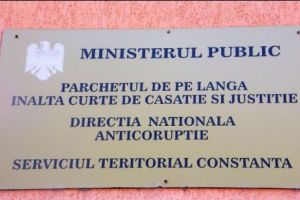 MINISTERUL PUBLIC
PARCHETUL DE PE LANGA
INALTA CURTE DE CASATIE SI JUSTITIE
DIRECTIA NATIONALA
ANTICORUPTIE
SERVICIUL TERITORIAL CONSTANTA